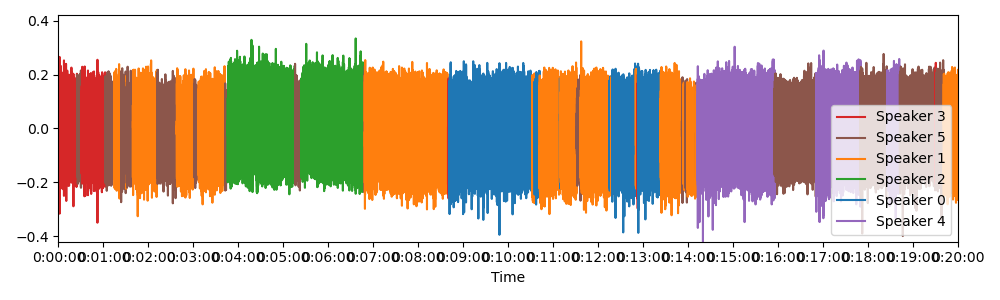 0.4
0.2
0.0
−0.2
−0.4
Speaker 3
Speaker 5
Speaker 1
Speaker 2
Speaker 0
Speaker 4
0:00:00 0:01:00 0:02:00 0:03:00 0:04:00 0:05:00 0:06:00 0:07:00 0:08:00 0:09:00 0:10:00 0:11:00 0:12:00 0:13:00 0:14:00 0:15:00 0:16:00 0:17:00 0:18:00 0:19:00 0:20:00
Time